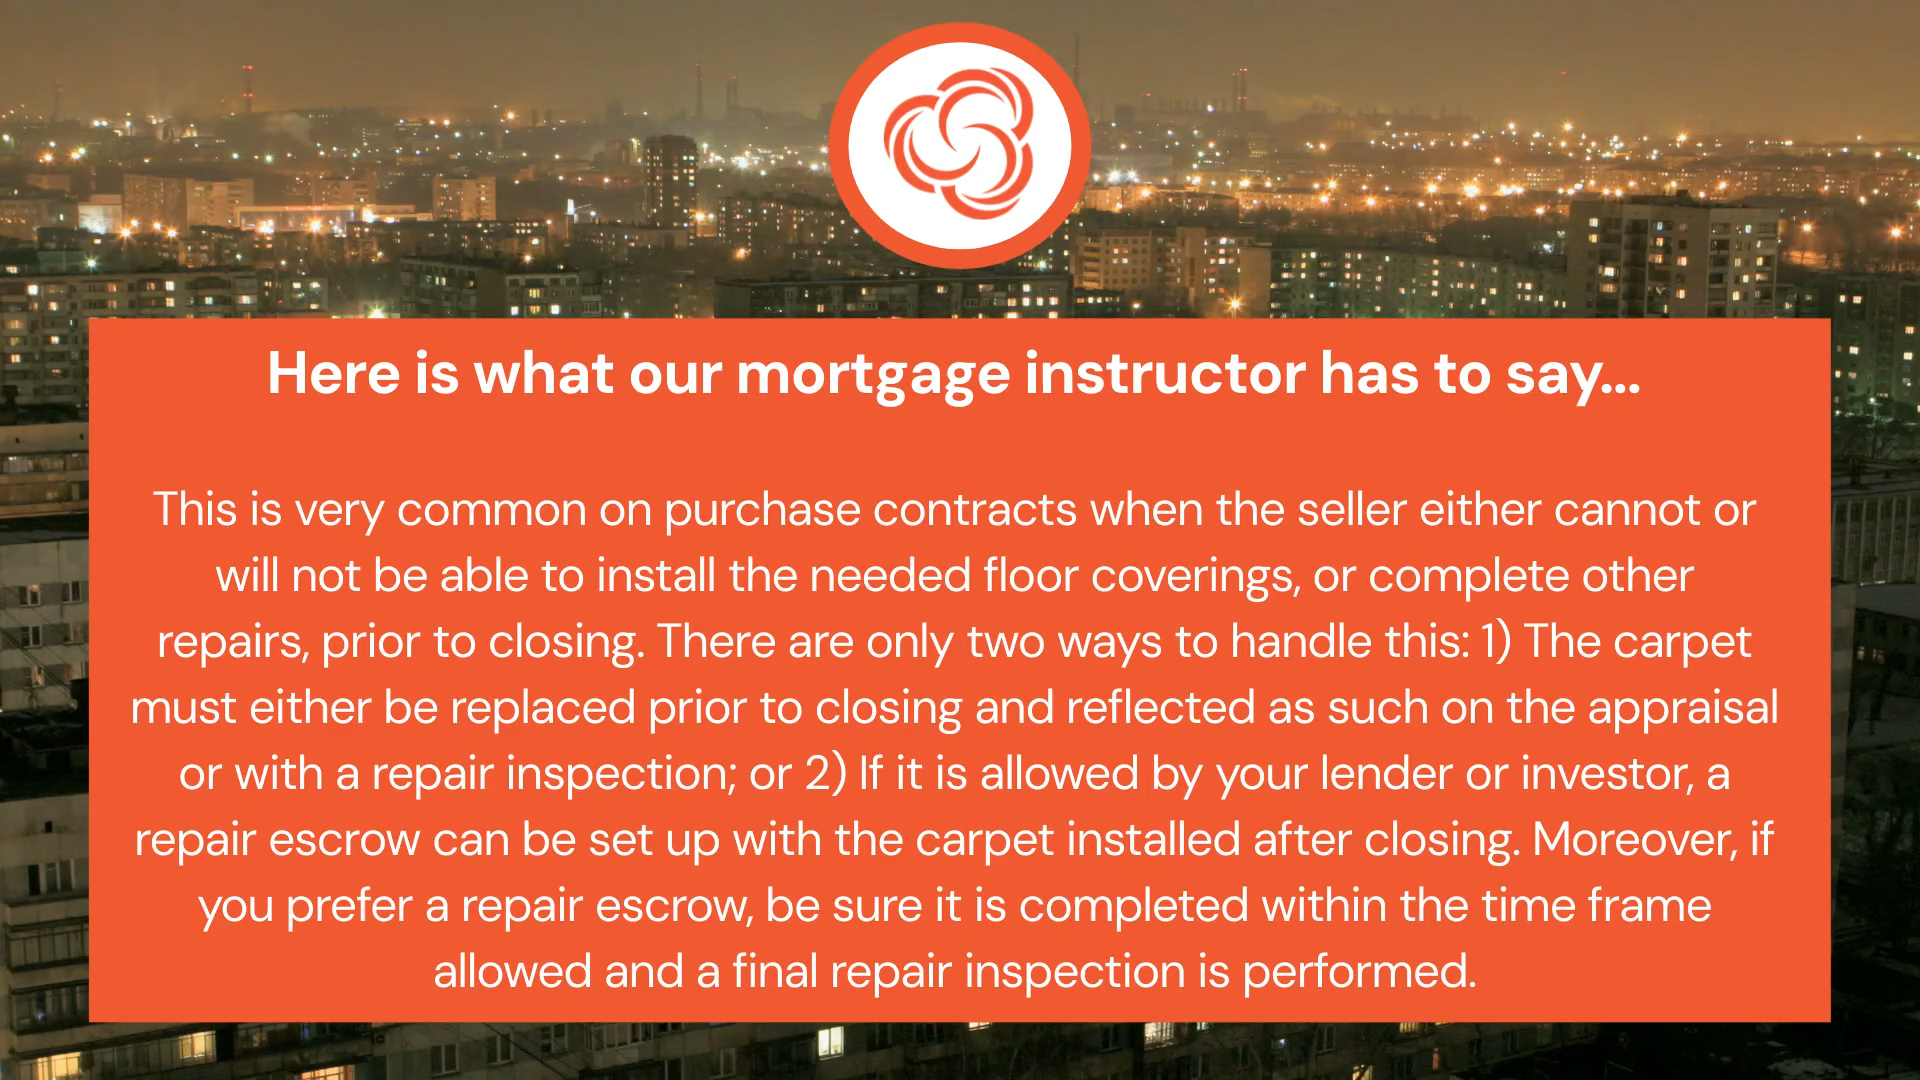 Here is what our mortgage instructor has to say...
This is very common on purchase contracts when the seller either cannot or
will not be able to install the needed floor coverings, or complete other
repairs, prior to closing. There are only two ways to handle this: 1) The carpet
must either be replaced prior to closing and reflected as such on the appraisal
or with a repair inspection; or 2) If it is allowed by your lender or investor, a
repair escrow can be set up with the carpet installed after closing. Moreover, if
you prefer a repair escrow, be sure it is completed within the time frame
allowed and a final repair inspection is performed.